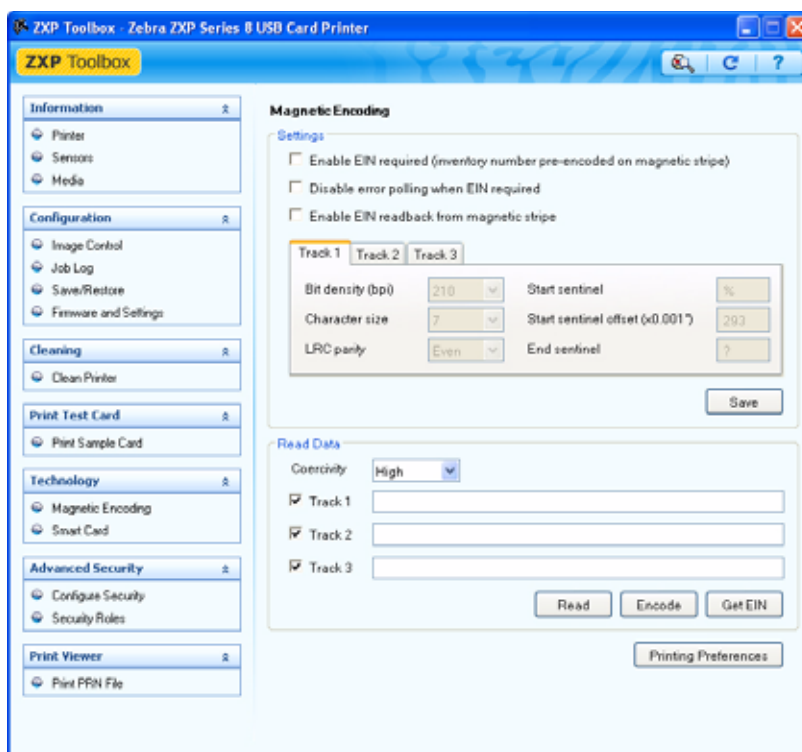 ZXP Toolbox - Zebra ZXP Series 8 USB Card Printer
ZXP Toolbox
?
Information
Printer
Sensors
Media
Configuration
Image Control
Job Log
Save/Restore
Firmware and Settings
Cleaning
Clean Printer
Print Test Card
Print Sample Card
Technology
Magnetic Encoding
Smart Card
Advanced Security
Configure Security
Security Roles
Print Viewer
Print PRN File
Magnetic Encoding
Settings
Enable EIN required (inventory number pre-encoded on magnetic stripe)
Disable error polling when EIN required
Enable EIN readback from magnetic stripe
Track 1 Track 2 Track 3
Bit density (bpi) 210 Start sentinel %
Character size 7 Start sentinel offset (x0.001") 293
LRC parity Even End sentinel ?
Save
Read Data
Coercivity High
Track 1
Track 2
Track 3
Read Encode Get EIN
Printing Preferences